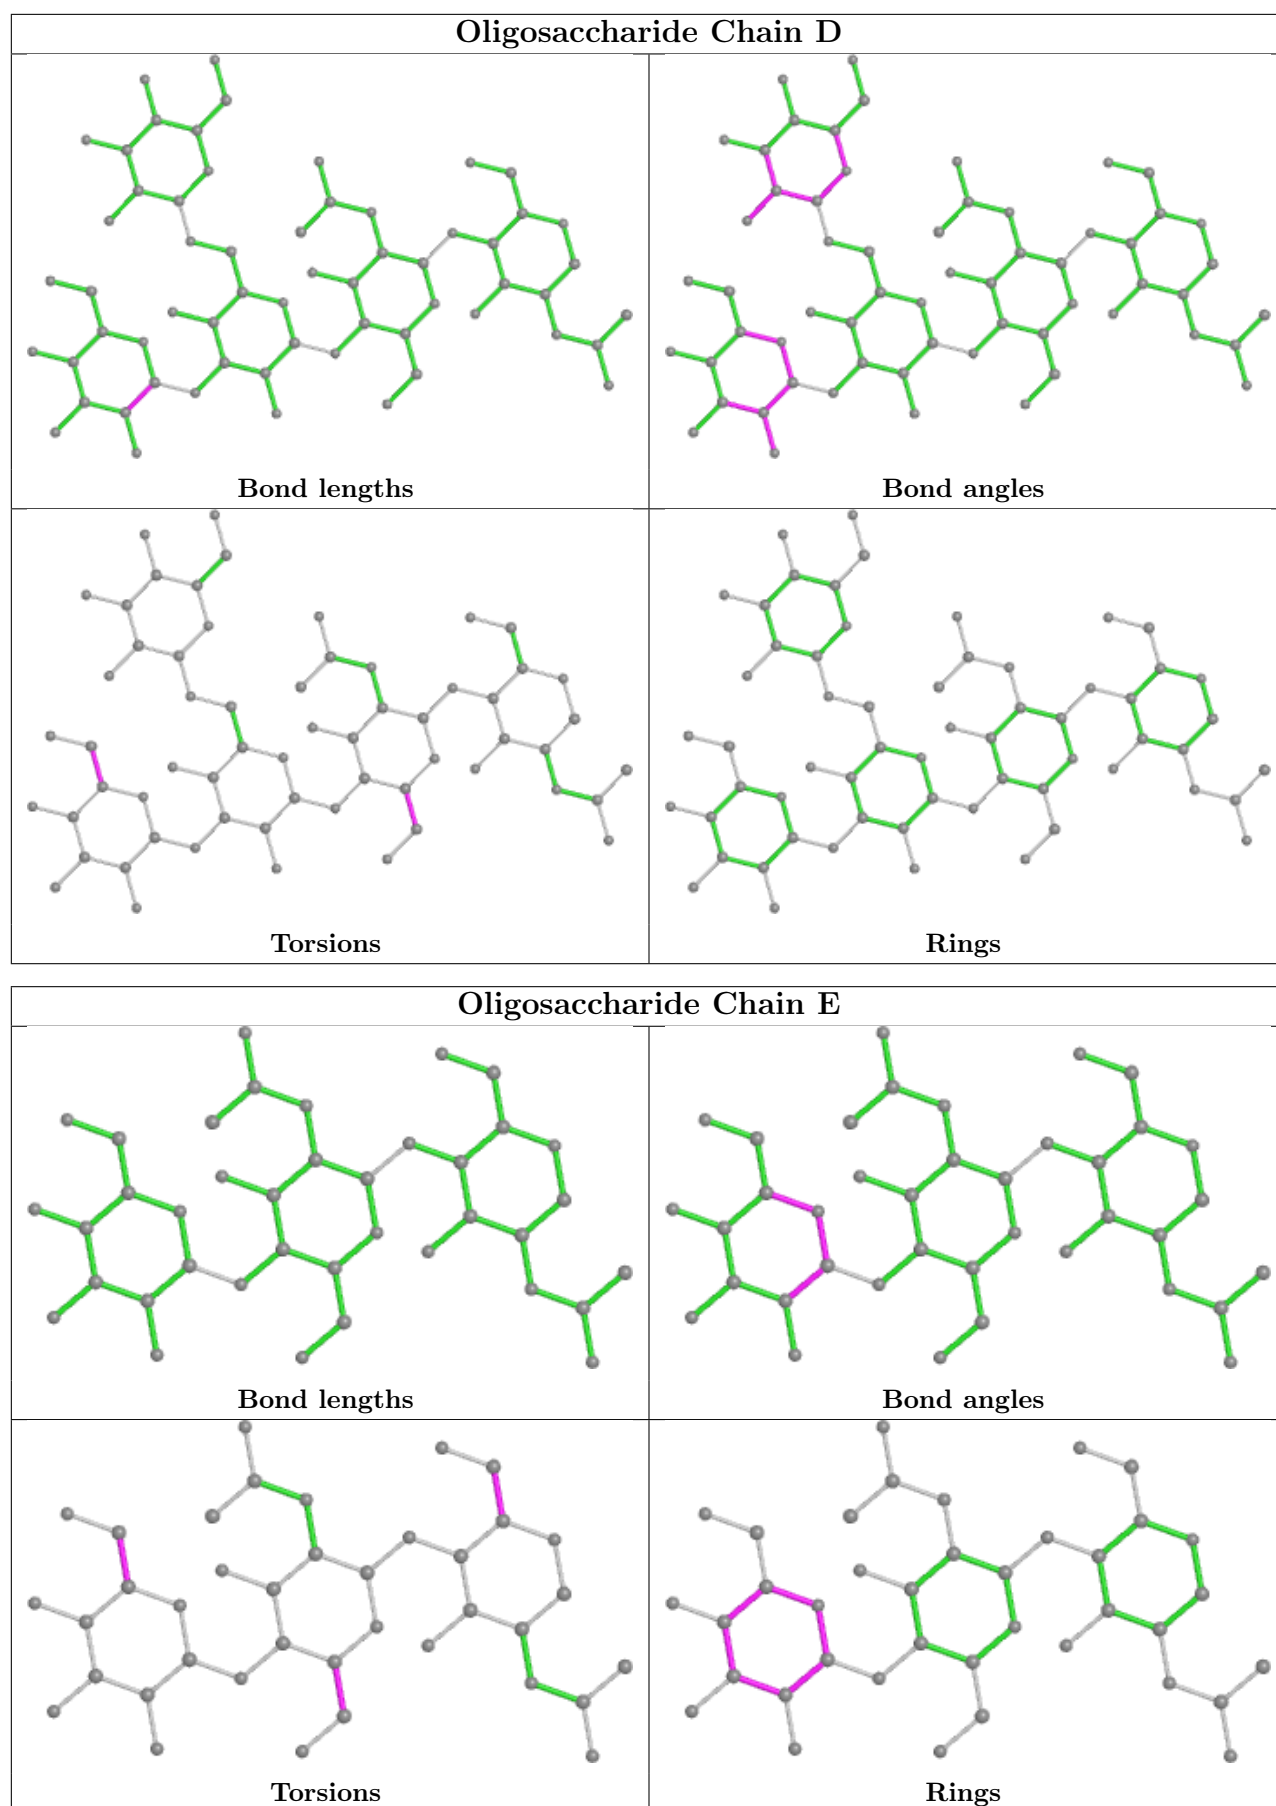 Oligosaccharide Chain D
Bond lengths
Bond angles
Torsions
Rings
Oligosaccharide Chain E
Bond lengths
Bond angles
Torsions
Rings